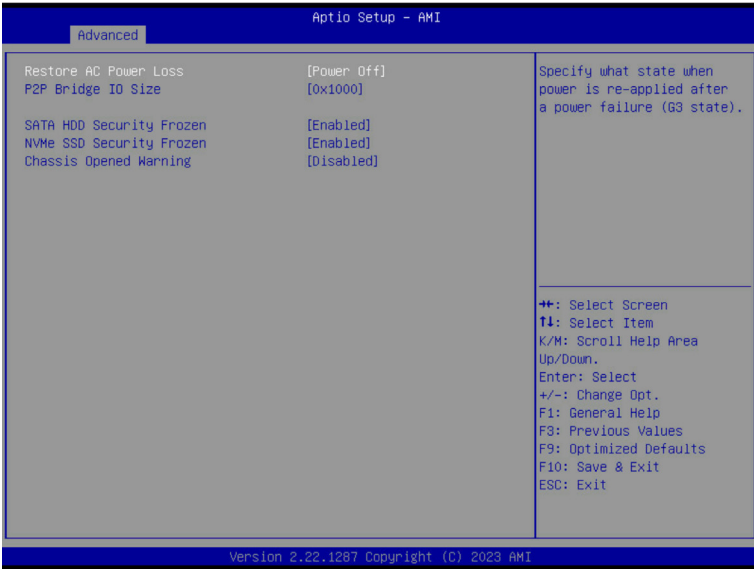 Aptio Setup – AMI
Advanced
Restore AC Power Loss [Power Off]
P2P Bridge IO Size [0x1000]
SATA HDD Security Frozen [Enabled]
NVMe SSD Security Frozen [Enabled]
Chassis Opened Warning [Disabled]
Specify what state when
power is re-applied after
a power failure (G3 state).
→←: Select Screen
↑↓: Select Item
K/M: Scroll Help Area
Up/Down.
Enter: Select
+/-: Change Opt.
F1: General Help
F3: Previous Values
F9: Optimized Defaults
F10: Save & Exit
ESC: Exit
Version 2.22.1287 Copyright (C) 2023 AMI